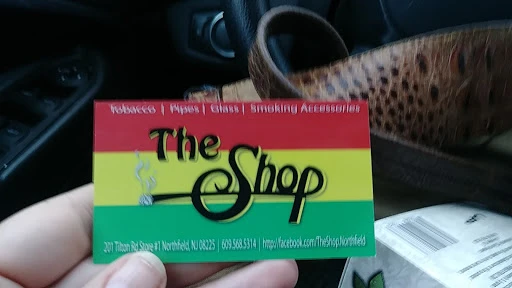 Tobacco | Pipes | Glass | Smoking Accessories
The
Shop
201 Tilton Rd Store #1 Northfield, NJ 08225 | 609.568.5314 | http://facebook.com/TheShop.Northfield